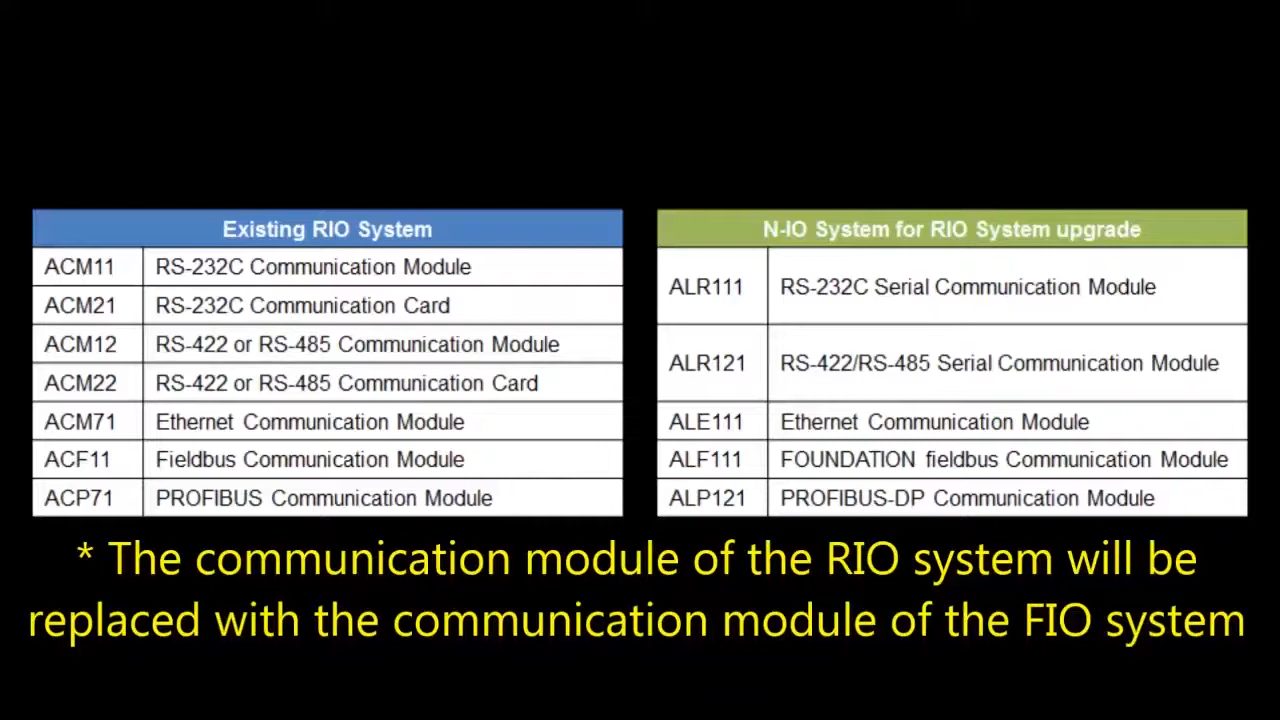 Existing RIO System
ACM11 RS-232C Communication Module
ACM21 RS-232C Communication Card
ACM12 RS-422 or RS-485 Communication Module
ACM22 RS-422 or RS-485 Communication Card
ACM71 Ethernet Communication Module
ACF11 Fieldbus Communication Module
ACP71 PROFIBUS Communication Module
N-IO System for RIO System upgrade
ALR111 RS-232C Serial Communication Module
ALR121 RS-422/RS-485 Serial Communication Module
ALE111 Ethernet Communication Module
ALF111 FOUNDATION fieldbus Communication Module
ALP121 PROFIBUS-DP Communication Module
* The communication module of the RIO system will be
replaced with the communication module of the FIO system